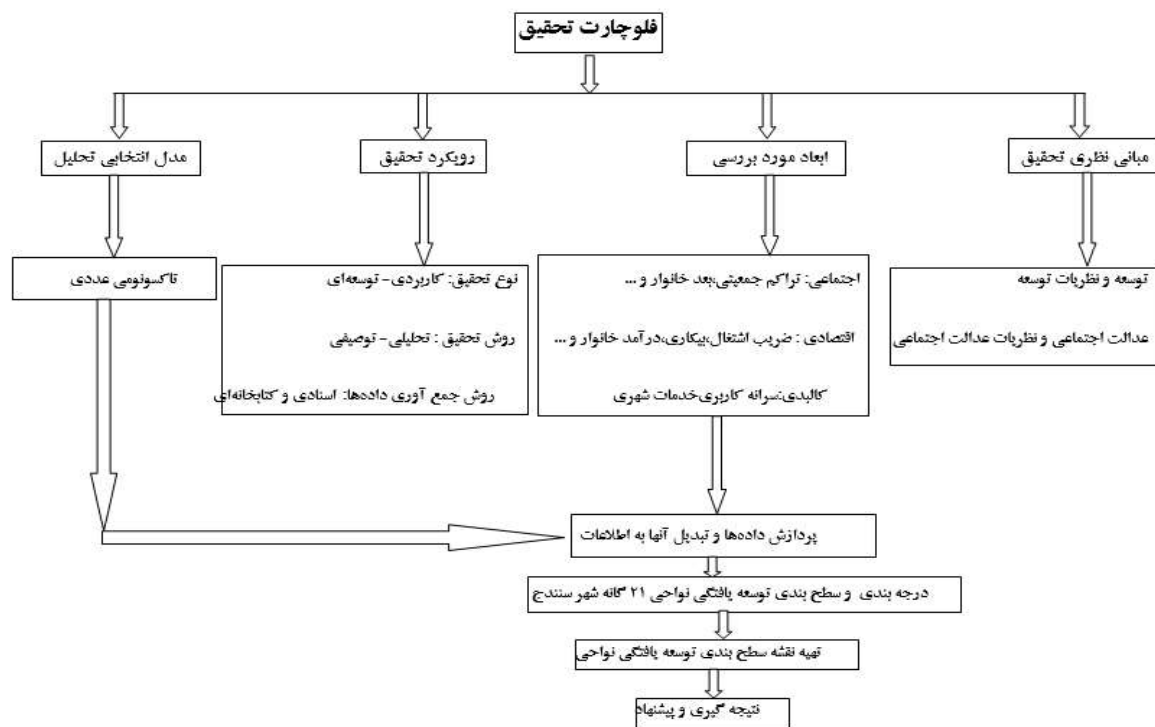 فلوچارت تحقیق
مبانی نظری تحقیق
ابعاد مورد بررسی
رویکرد تحقیق
مدل انتخابی تحلیل
توسعه و نظریات توسعه
عدالت اجتماعی و نظریات عدالت اجتماعی
اجتماعی: تراکم جمعیتی،بعد خانوار و ...
اقتصادی : ضریب اشتغال،بیکاری،درآمد خانوار و ...
کالبدی:سرانه کاربری‌خدمات شهری
نوع تحقیق: کاربردی- توسعه‌ای
روش تحقیق : تحلیلی- توصیفی
روش جمع آوری داده‌ها: اسنادی و کتابخانه‌ای
تاکسونومی عددی
پردازش داده‌ها و تبدیل آنها به اطلاعات
درجه بندی و سطح بندی توسعه یافتگی نواحی ۲۱ گانه شهر سنندج
تهیه نقشه سطح بندی توسعه یافتگی نواحی
نتیجه گیری و پیشنهاد